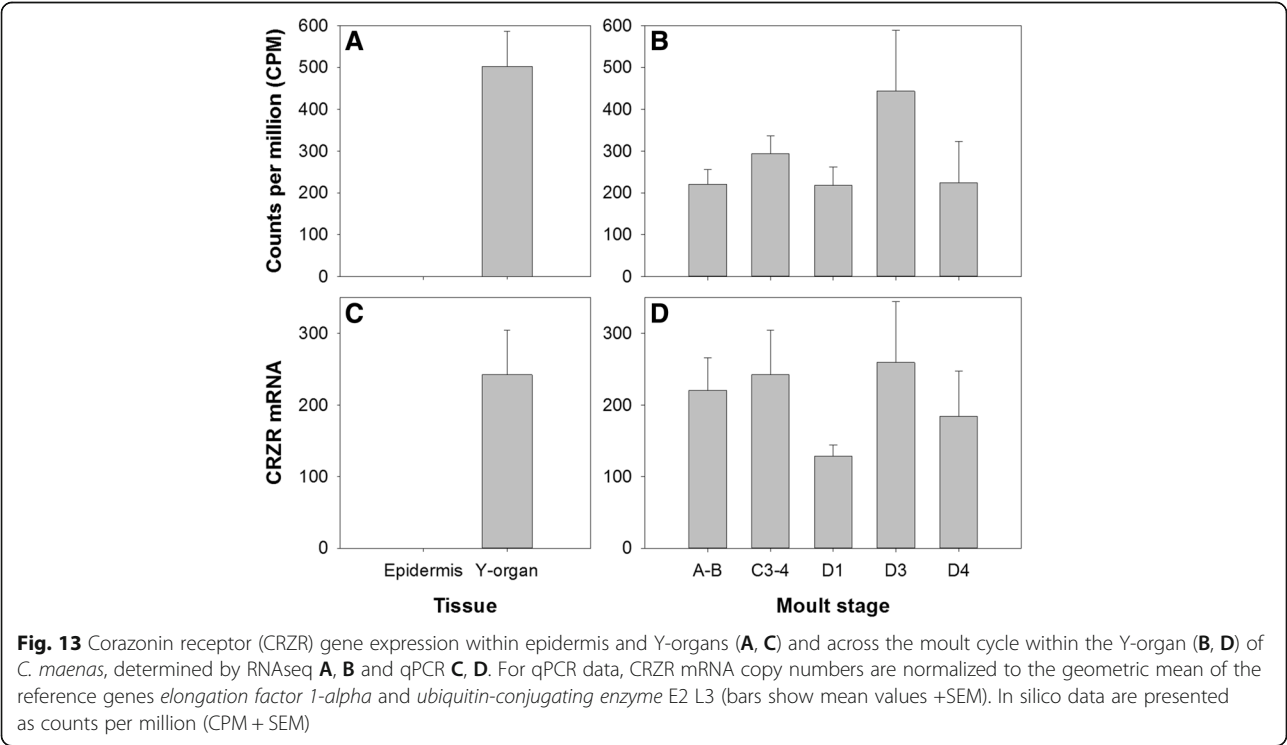 A
B
Counts per million (CPM)
600
500
400
300
200
100
0
600
500
400
300
200
100
0
C
D
CRZR mRNA
300
200
100
0
300
200
100
0
Epidermis Y-organ
A-B C3-4 D1 D3 D4
Tissue
Moult stage
Fig. 13 Corazonin receptor (CRZR) gene expression within epidermis and Y-organs (A, C) and across the moult cycle within the Y-organ (B, D) of
C. maenas, determined by RNAseq A, B and qPCR C, D. For qPCR data, CRZR mRNA copy numbers are normalized to the geometric mean of the
reference genes elongation factor 1-alpha and ubiquitin-conjugating enzyme E2 L3 (bars show mean values +SEM). In silico data are presented
as counts per million (CPM + SEM)